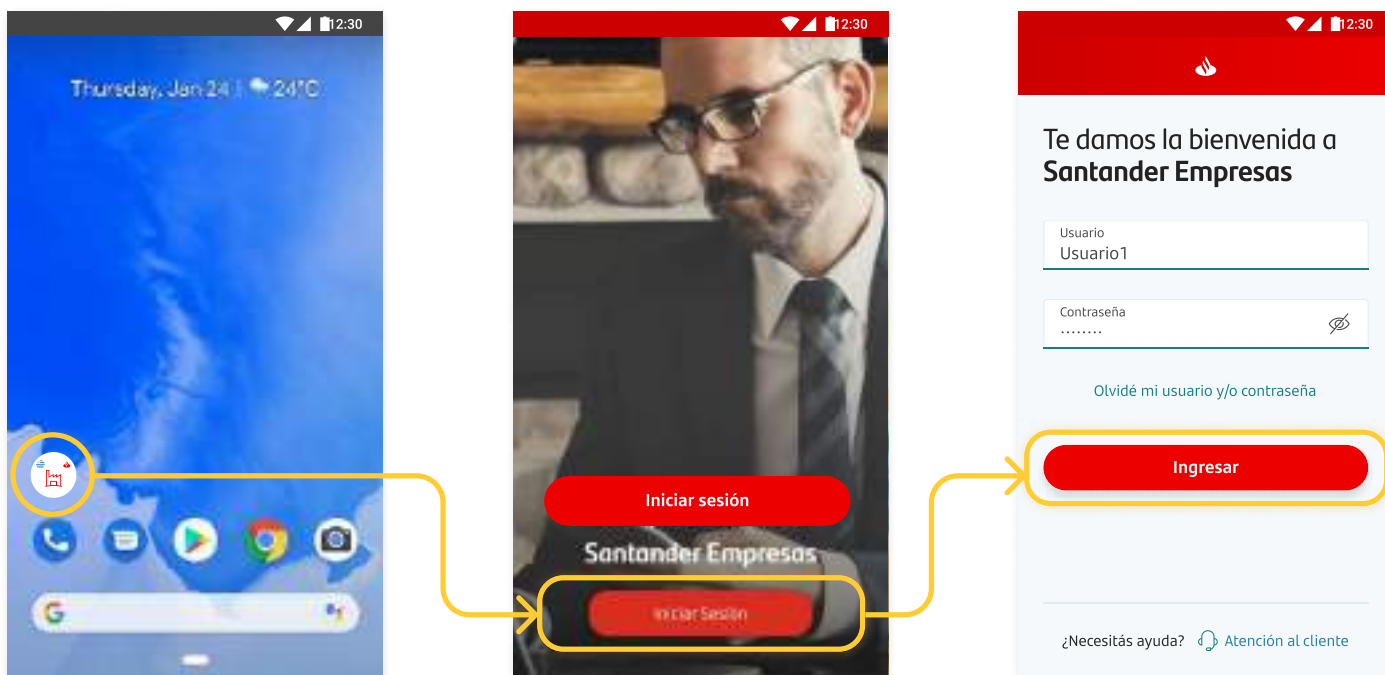 12:30
Thursday, Jan 24 | 24°C
12:30
Iniciar sesión
Santander Empresas
Iniciar Sesión
12:30
Te damos la bienvenida a
Santander Empresas
Usuario
Usuario1
Contraseña
........
Olvidé mi usuario y/o contraseña
Ingresar
¿Necesitás ayuda? Atención al cliente